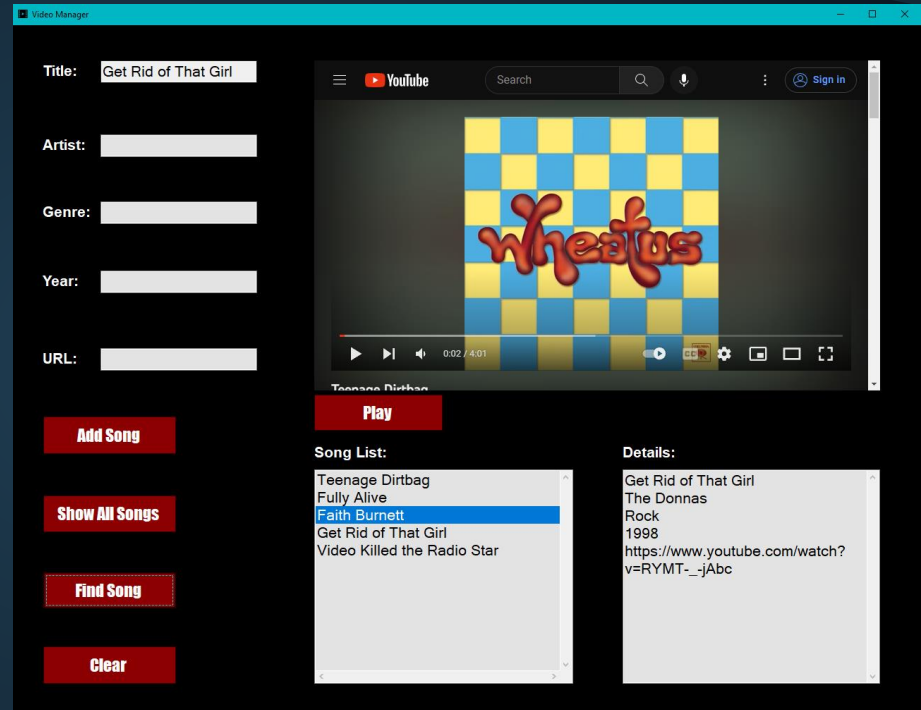 Video Manager
Title:
Get Rid of That Girl
Artist:
Genre:
Year:
URL:
Add Song
Show All Songs
Find Song
Clear
YouTube
Search
Sign in
wheatus
0:02 / 4:01
Teenage Dirtbag
Play
Song List:
Teenage Dirtbag
Fully Alive
Faith Burnett
Get Rid of That Girl
Video Killed the Radio Star
Details:
Get Rid of That Girl
The Donnas
Rock
1998
https://www.youtube.com/watch?
v=RYMT-_-jAbc